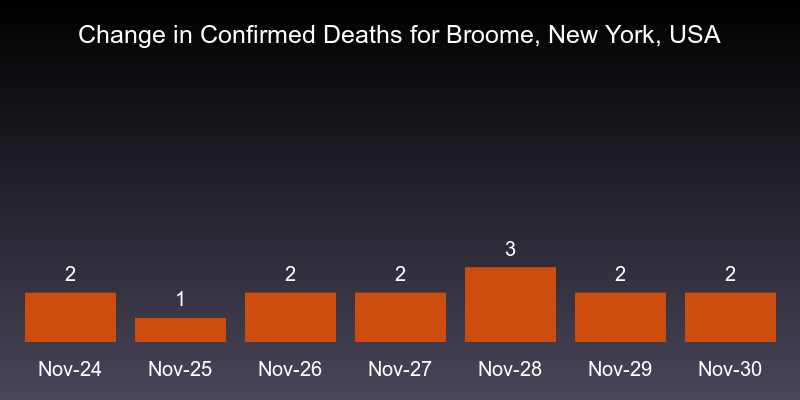 Change in Confirmed Deaths for Broome, New York, USA
3
2 2 2 2 2
1
Nov-24 Nov-25 Nov-26 Nov-27 Nov-28 Nov-29 Nov-30